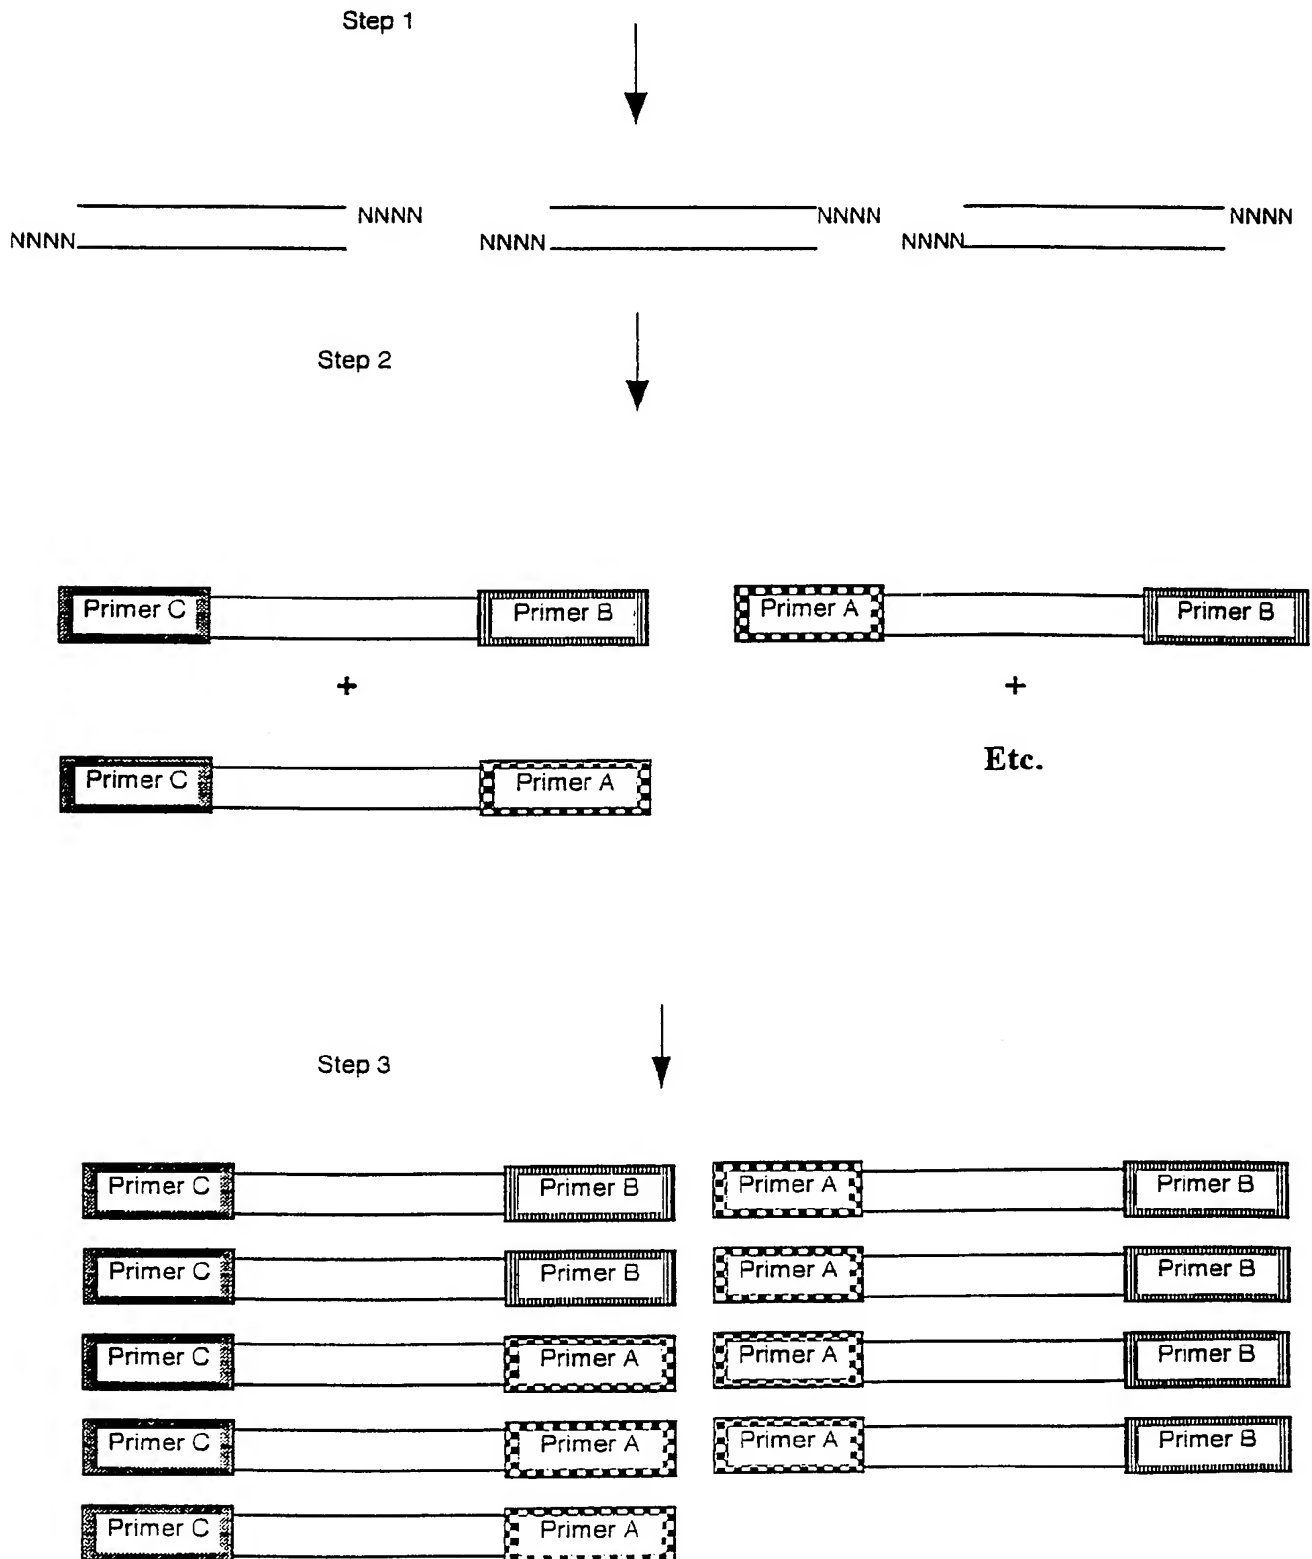 Step 1
NNNN NNNN NNNN
NNNN NNNN NNNN
Step 2
Primer C Primer B Primer A Primer B
+ +
Primer C Primer A Etc.
Step 3
Primer C Primer B Primer A Primer B
Primer C Primer B Primer A Primer B
Primer C Primer A Primer A Primer B
Primer C Primer A Primer A Primer B
Primer C Primer A